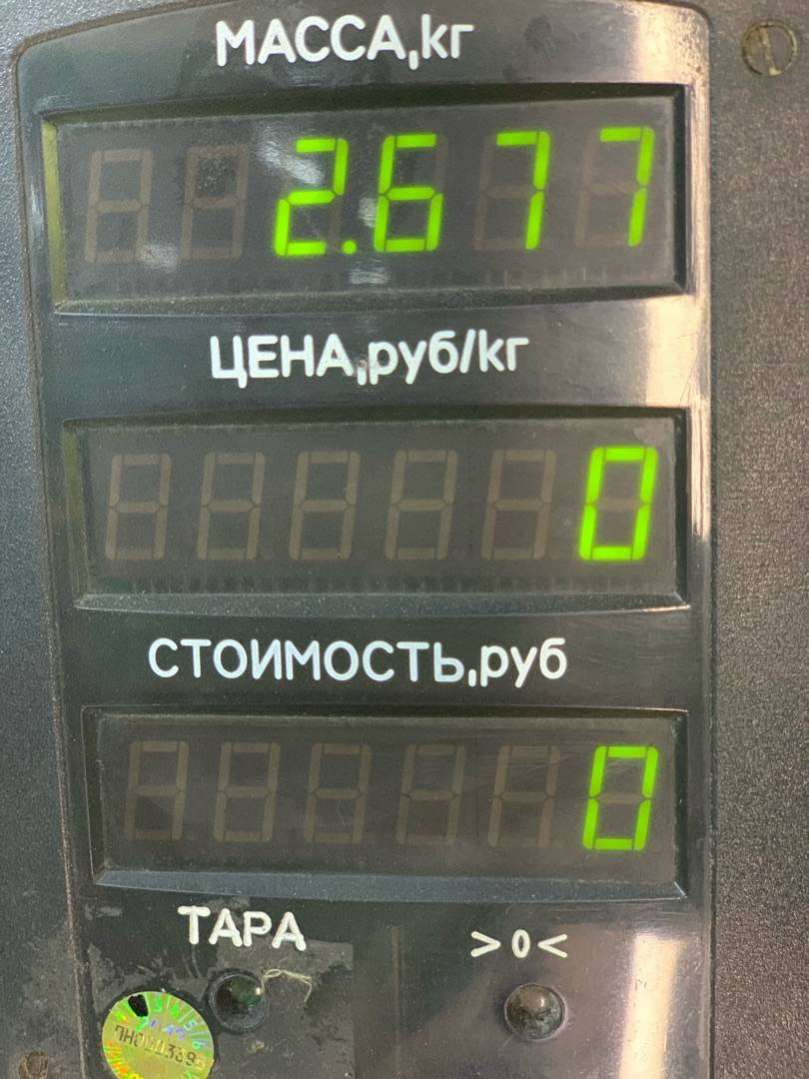 МАССА,кг
2.677
ЦЕНА,руб/кг
0
СТОИМОСТЬ,руб
0
ТАРА >0<